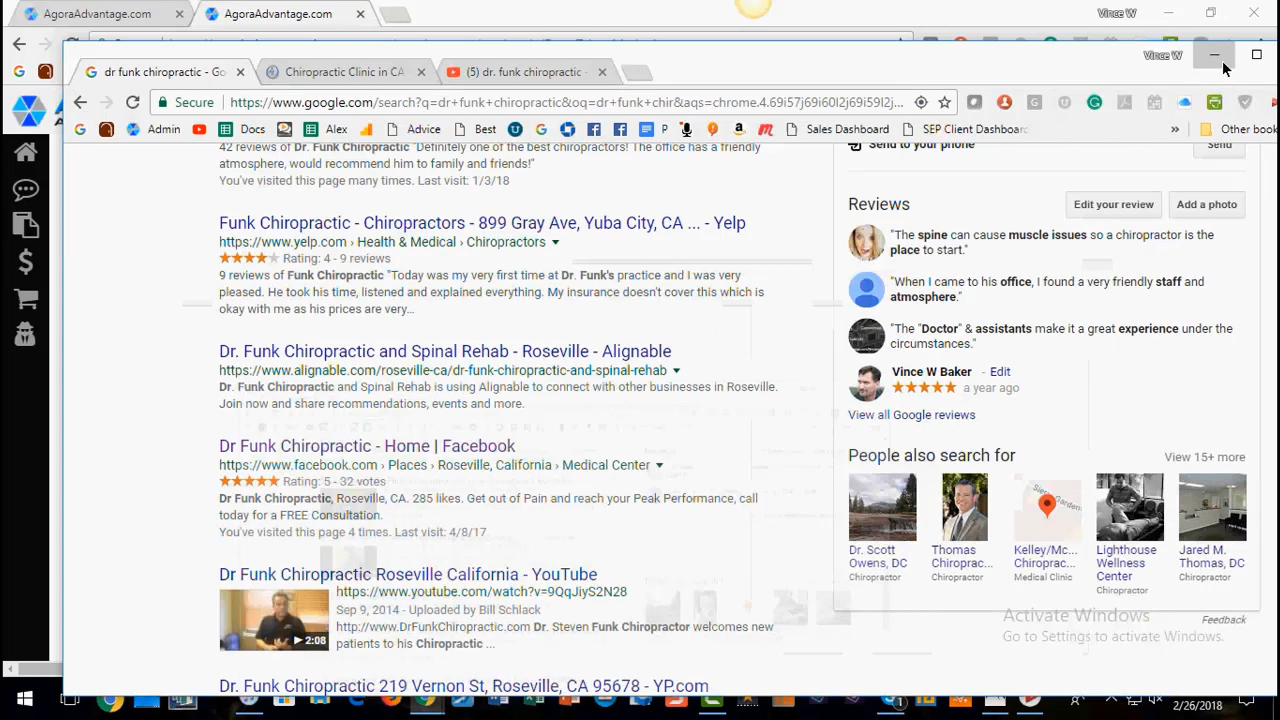 AgoraAdvantage.com
AgoraAdvantage.com
Vince W
Vince W
dr funk chiropractic - Go
Chiropractic Clinic in CA
(5) dr. funk chiropractic -
Secure
https://www.google.com/search?q=dr+funk+chiropractic&oq=dr+funk+chir&aqs=chrome.4.69i57j69i60l2j69i59l2j...
Admin
Docs
Alex
Advice
Best
P
Sales Dashboard
SEP Client Dashboard
»
Other book
42 reviews of Dr. Funk Chiropractic "Definitely one of the best chiropractors! The office has a friendly
atmosphere, would recommend him to family and friends!"
You've visited this page many times. Last visit: 1/3/18
Funk Chiropractic - Chiropractors - 899 Gray Ave, Yuba City, CA ... - Yelp
https://www.yelp.com › Health & Medical › Chiropractors
Rating: 4 - 9 reviews
9 reviews of Funk Chiropractic "Today was my very first time at Dr. Funk's practice and I was very
pleased. He took his time, listened and explained everything. My insurance doesn't cover this which is
okay with me as his prices are very...
Dr. Funk Chiropractic and Spinal Rehab - Roseville - Alignable
https://www.alignable.com/roseville-ca/dr-funk-chiropractic-and-spinal-rehab
Dr. Funk Chiropractic and Spinal Rehab is using Alignable to connect with other businesses in Roseville.
Join now and share recommendations, events and more.
Dr Funk Chiropractic - Home | Facebook
https://www.facebook.com › Places › Roseville, California › Medical Center
Rating: 5 - 32 votes
Dr Funk Chiropractic, Roseville, CA. 285 likes. Get out of Pain and reach your Peak Performance, call
today for a FREE Consultation.
You've visited this page 4 times. Last visit: 4/8/17
Dr Funk Chiropractic Roseville California - YouTube
https://www.youtube.com/watch?v=9QqJiyS2N28
Sep 9, 2014 - Uploaded by Bill Schlack
http://www.DrFunkChiropractic.com Dr. Steven Funk Chiropractor welcomes new
patients to his Chiropractic ...
2:08
Dr. Funk Chiropractic 219 Vernon St, Roseville, CA 95678 - YP.com
Send to your phone
Send
Reviews
Edit your review
Add a photo
"The spine can cause muscle issues so a chiropractor is the
place to start."
"When I came to his office, I found a very friendly staff and
atmosphere."
"The "Doctor" & assistants make it a great experience under the
circumstances."
Vince W Baker - Edit
a year ago
View all Google reviews
People also search for
View 15+ more
Dr. Scott
Owens, DC
Chiropractor
Thomas
Chiroprac...
Chiropractor
Kelley/Mc...
Chiroprac...
Medical Clinic
Lighthouse
Wellness
Center
Chiropractor
Jared M.
Thomas, DC
Chiropractor
Activate Windows
Go to Settings to activate Windows.
Feedback
2/26/2018